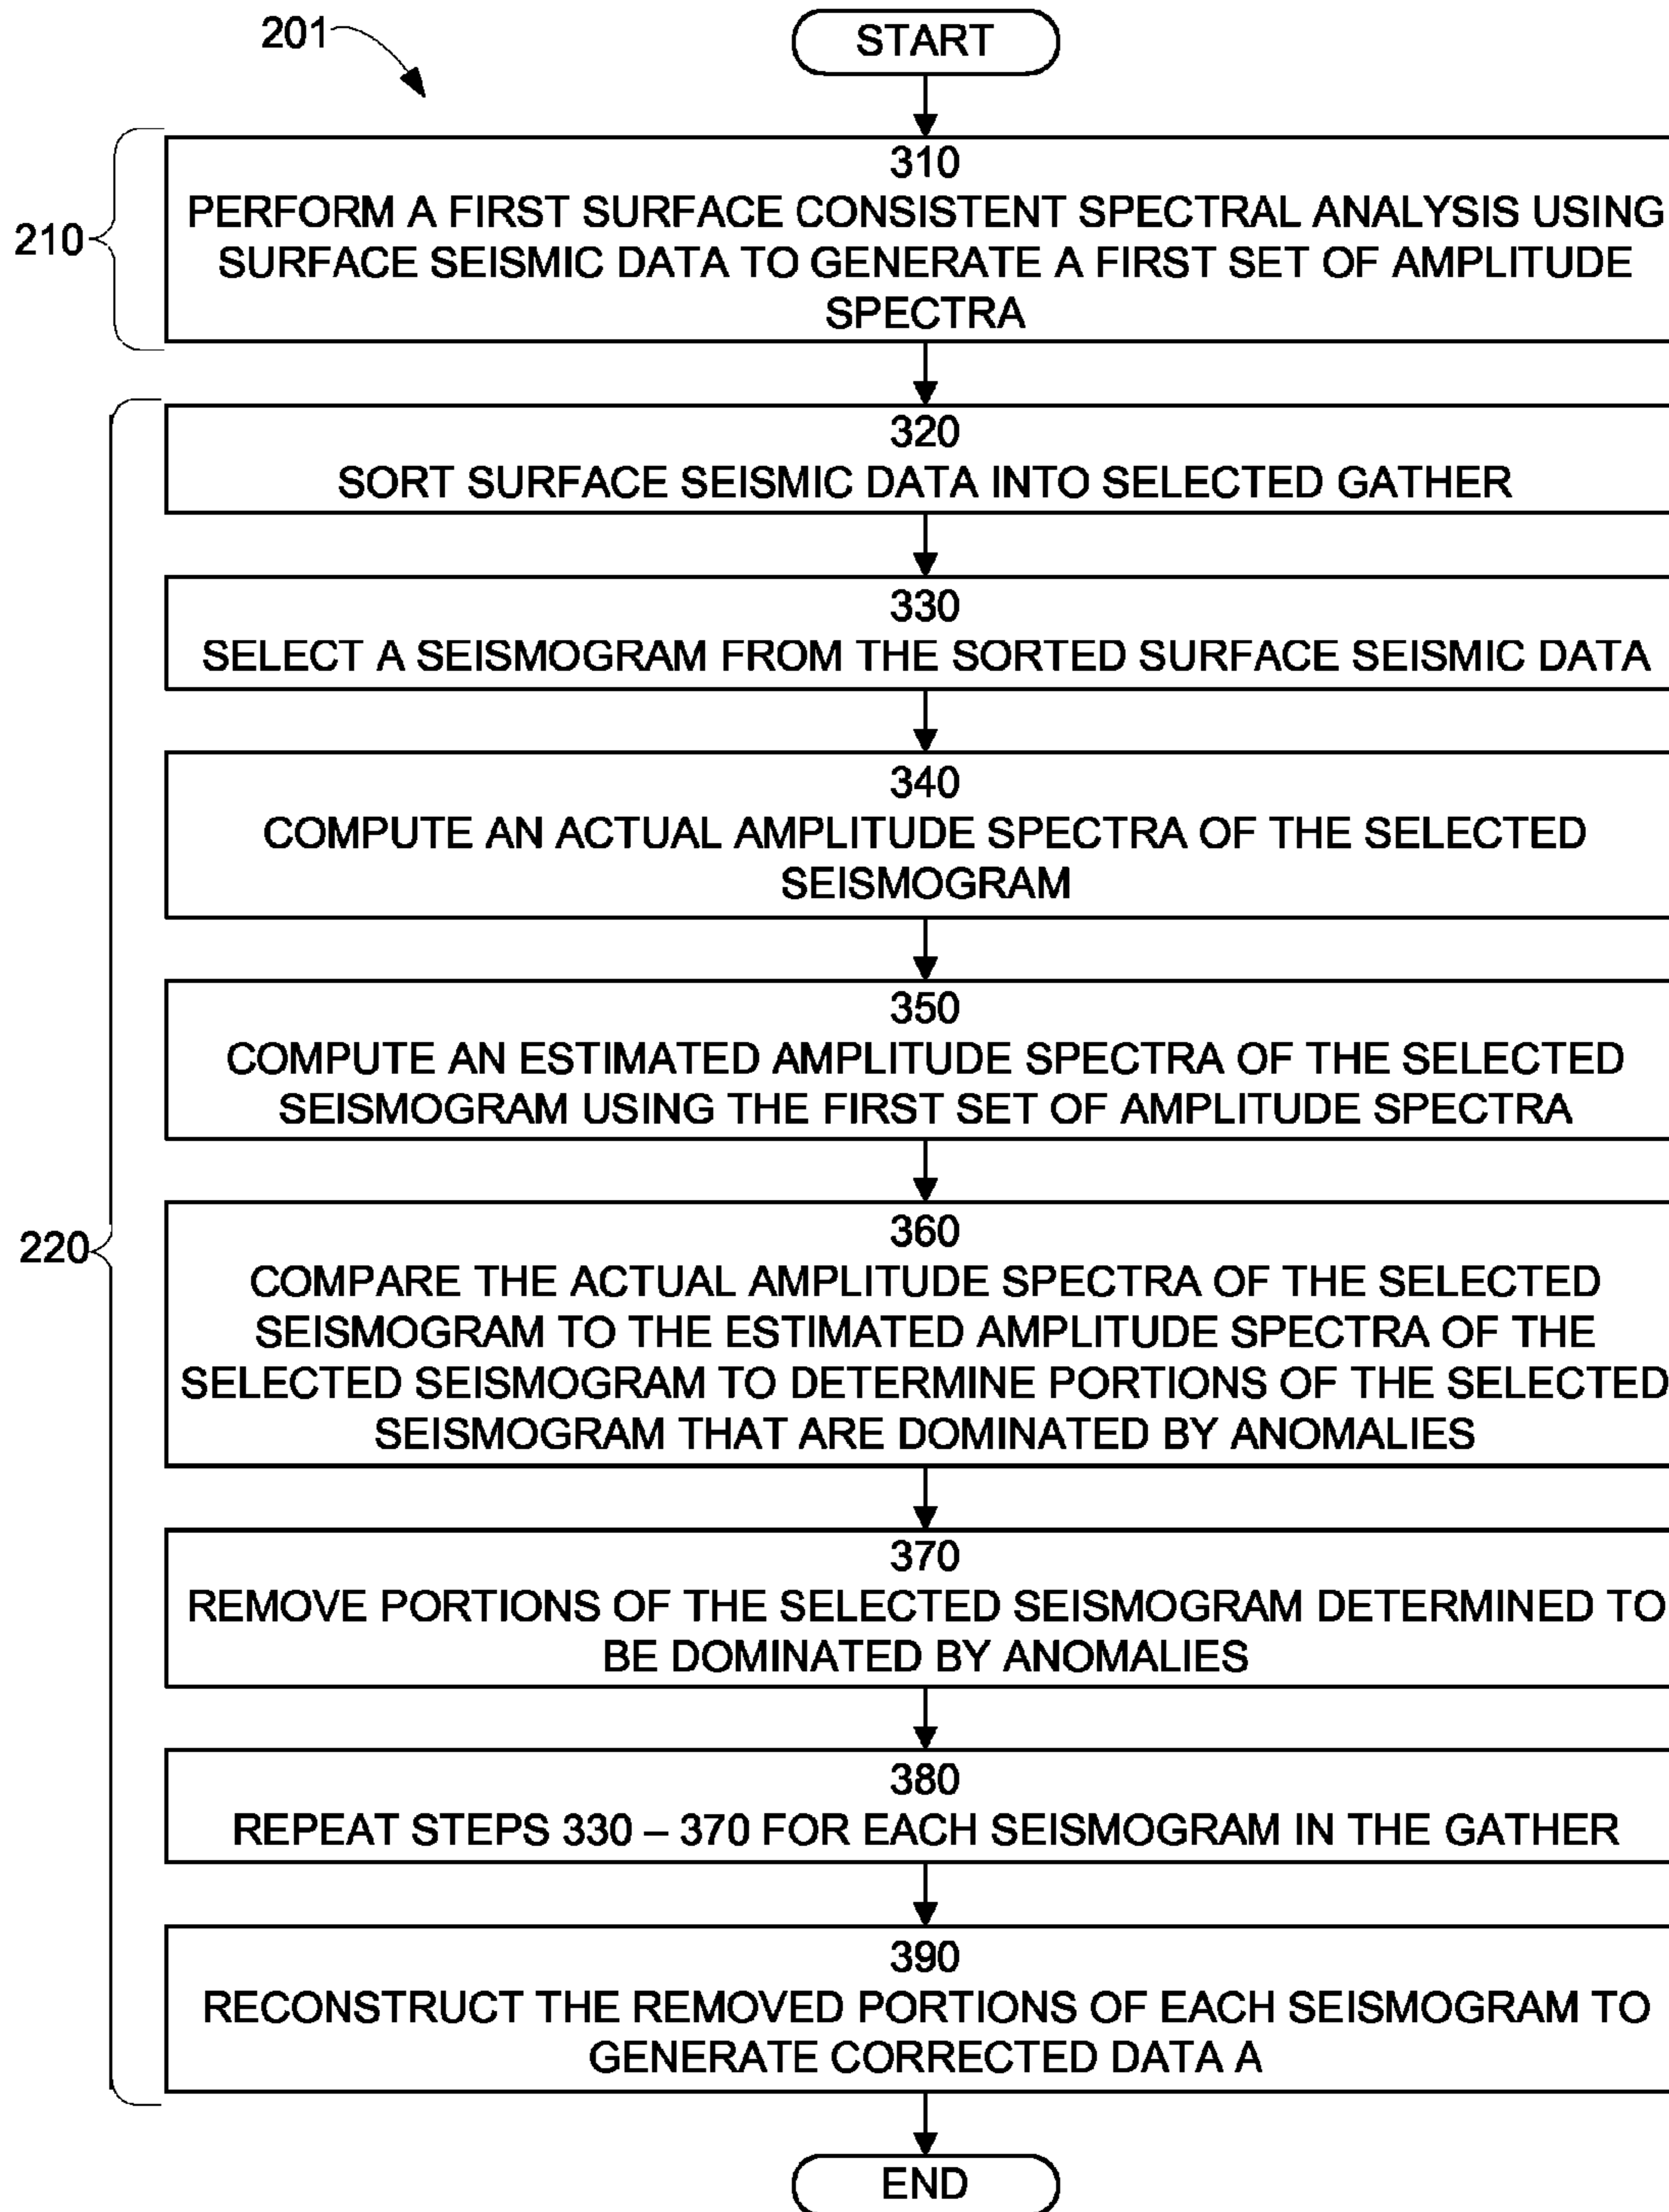 201
START
210
310
PERFORM A FIRST SURFACE CONSISTENT SPECTRAL ANALYSIS USING
SURFACE SEISMIC DATA TO GENERATE A FIRST SET OF AMPLITUDE
SPECTRA
320
SORT SURFACE SEISMIC DATA INTO SELECTED GATHER
330
SELECT A SEISMOGRAM FROM THE SORTED SURFACE SEISMIC DATA
340
COMPUTE AN ACTUAL AMPLITUDE SPECTRA OF THE SELECTED
SEISMOGRAM
350
COMPUTE AN ESTIMATED AMPLITUDE SPECTRA OF THE SELECTED
SEISMOGRAM USING THE FIRST SET OF AMPLITUDE SPECTRA
220
360
COMPARE THE ACTUAL AMPLITUDE SPECTRA OF THE SELECTED
SEISMOGRAM TO THE ESTIMATED AMPLITUDE SPECTRA OF THE
SELECTED SEISMOGRAM TO DETERMINE PORTIONS OF THE SELECTED
SEISMOGRAM THAT ARE DOMINATED BY ANOMALIES
370
REMOVE PORTIONS OF THE SELECTED SEISMOGRAM DETERMINED TO
BE DOMINATED BY ANOMALIES
380
REPEAT STEPS 330 – 370 FOR EACH SEISMOGRAM IN THE GATHER
390
RECONSTRUCT THE REMOVED PORTIONS OF EACH SEISMOGRAM TO
GENERATE CORRECTED DATA A
END